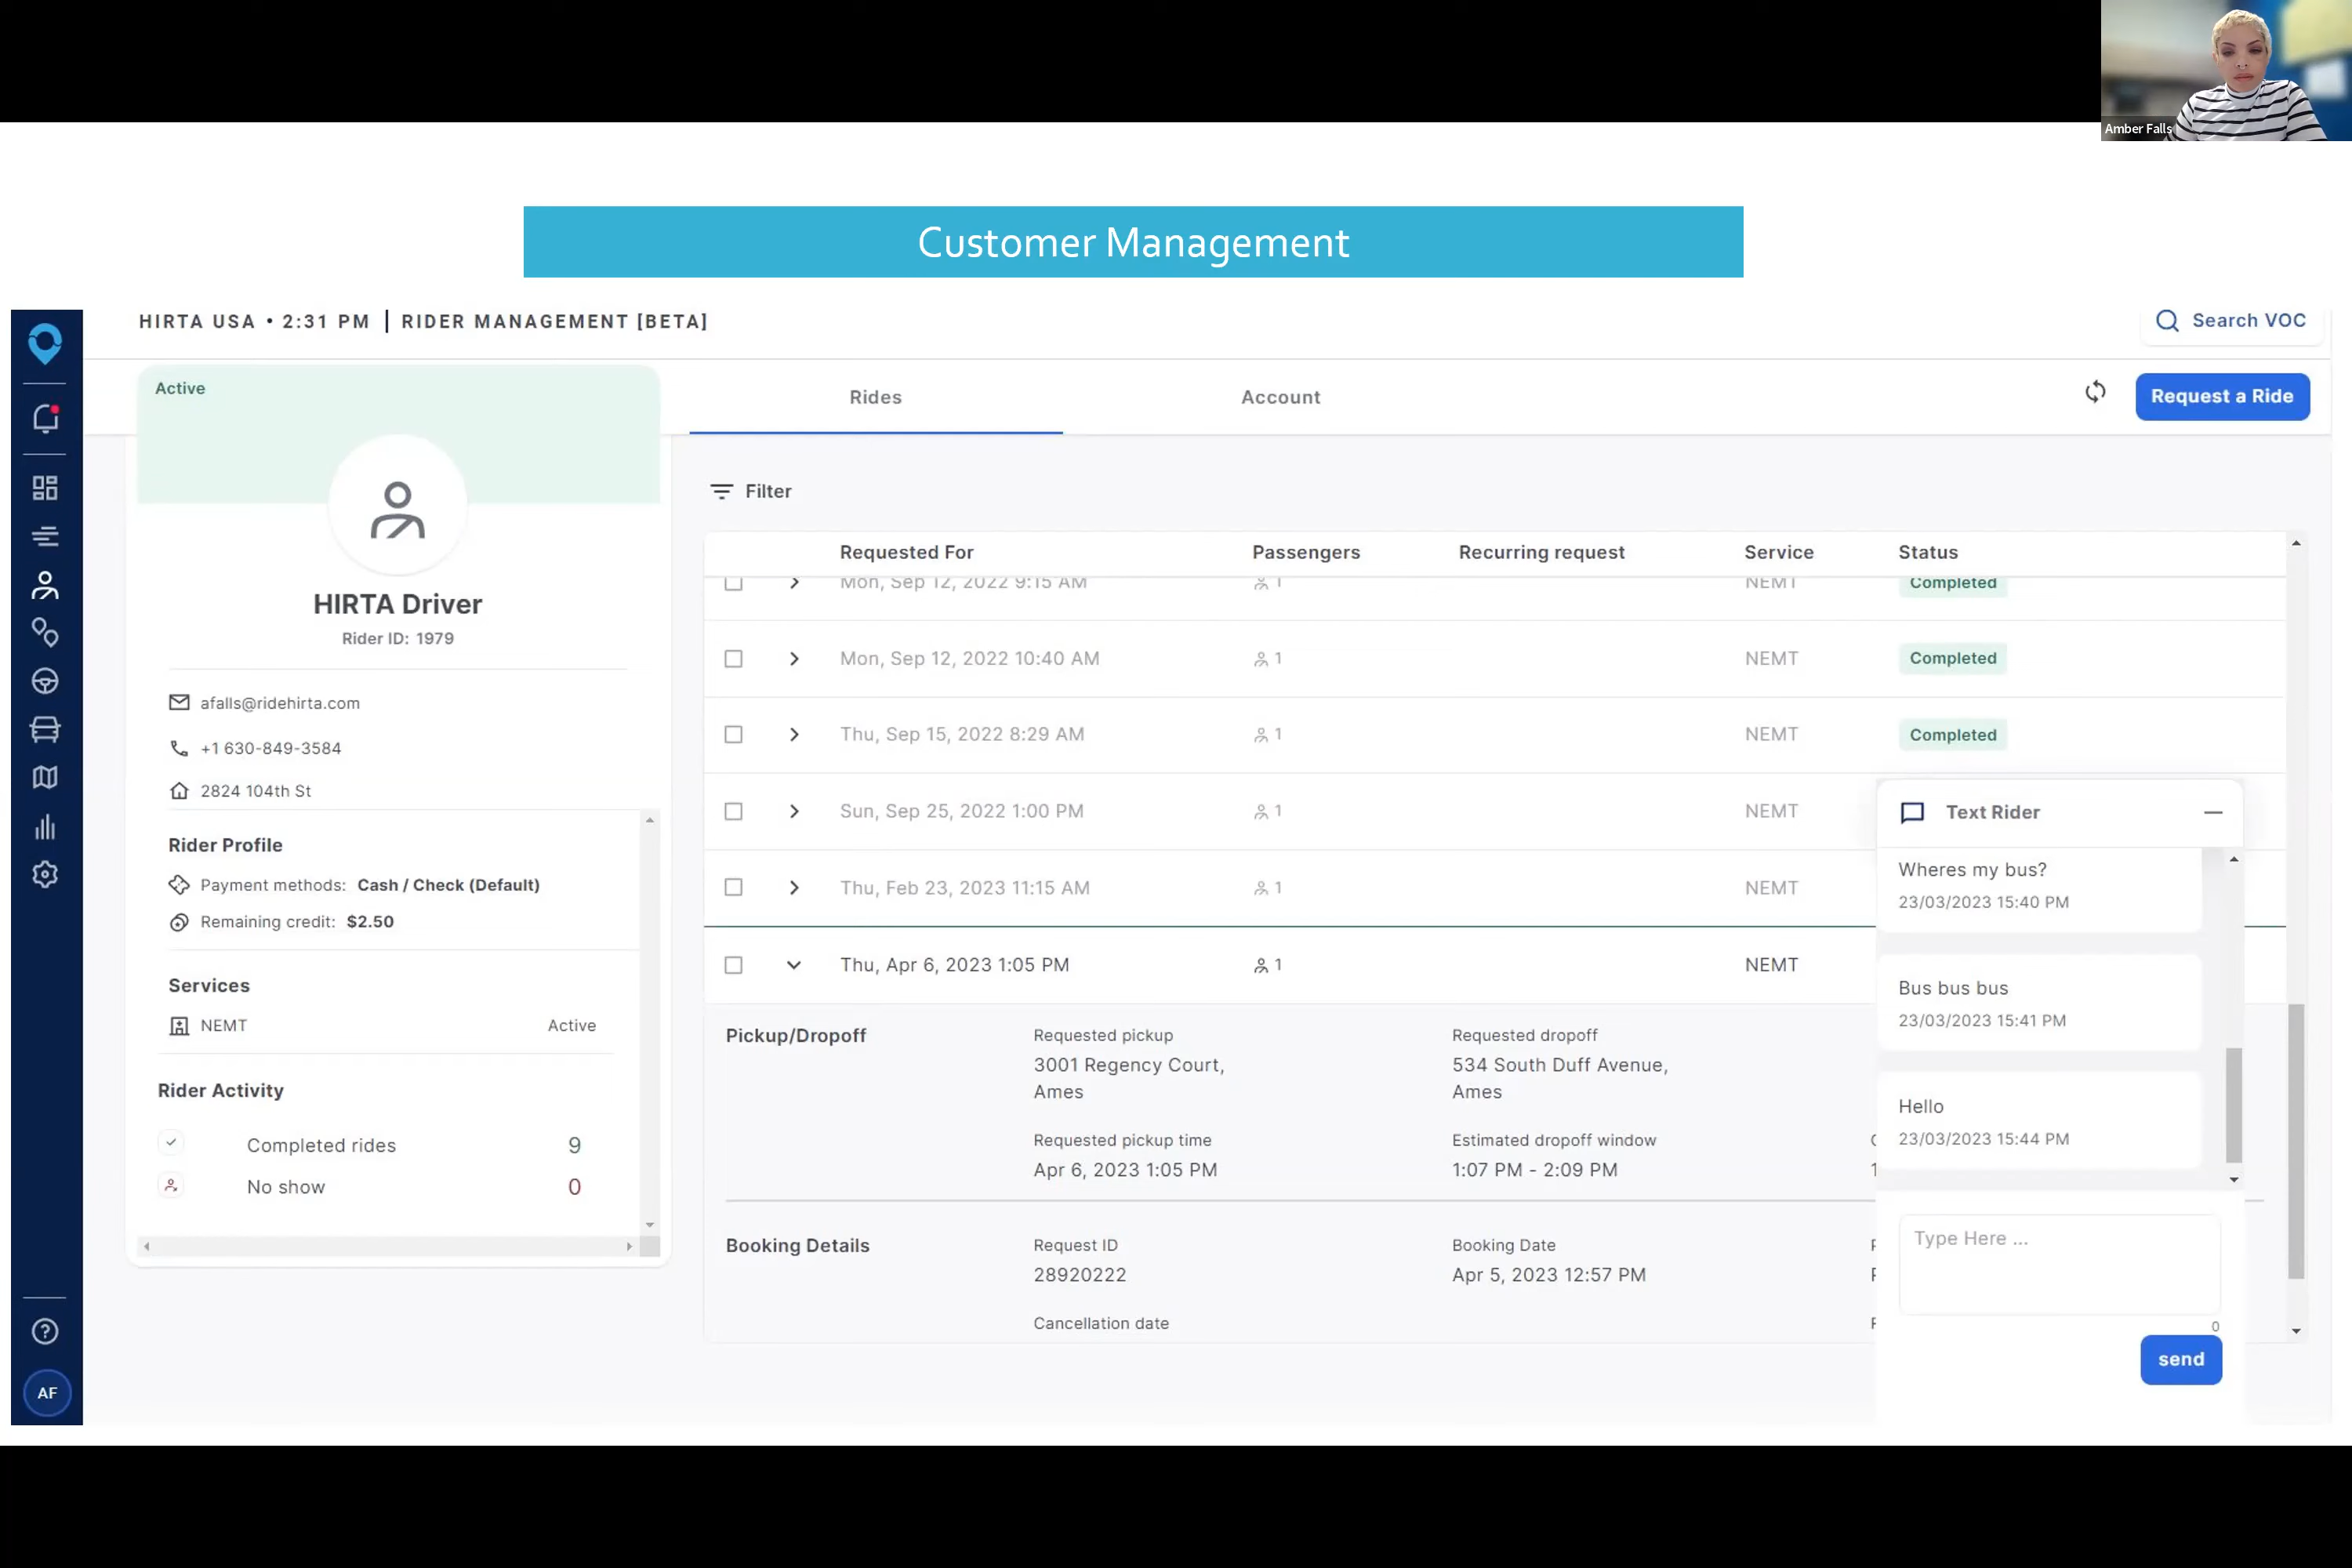 Amber Falls
Customer Management
HIRTA USA • 2:31 PM | RIDER MANAGEMENT [BETA]
Search VOC
Active
Rides
Account
Request a Ride
Filter
HIRTA Driver
Rider ID: 1979
afalls@ridehirta.com
+1 630-849-3584
2824 104th St
Rider Profile
Payment methods: Cash / Check (Default)
Remaining credit: $2.50
Services
NEMT Active
Rider Activity
Completed rides 9
No show 0
Requested For Passengers Recurring request Service Status
Mon, Sep 12, 2022 9:15 AM 1 NEMT Completed
Mon, Sep 12, 2022 10:40 AM 1 NEMT Completed
Thu, Sep 15, 2022 8:29 AM 1 NEMT Completed
Sun, Sep 25, 2022 1:00 PM 1 NEMT
Thu, Feb 23, 2023 11:15 AM 1 NEMT
Thu, Apr 6, 2023 1:05 PM 1 NEMT
Pickup/Dropoff
Requested pickup
3001 Regency Court,
Ames
Requested dropoff
534 South Duff Avenue,
Ames
Requested pickup time
Apr 6, 2023 1:05 PM
Estimated dropoff window
1:07 PM - 2:09 PM
Booking Details
Request ID
28920222
Booking Date
Apr 5, 2023 12:57 PM
Cancellation date
Text Rider
Wheres my bus?
23/03/2023 15:40 PM
Bus bus bus
23/03/2023 15:41 PM
Hello
23/03/2023 15:44 PM
Type Here ...
0
send
AF